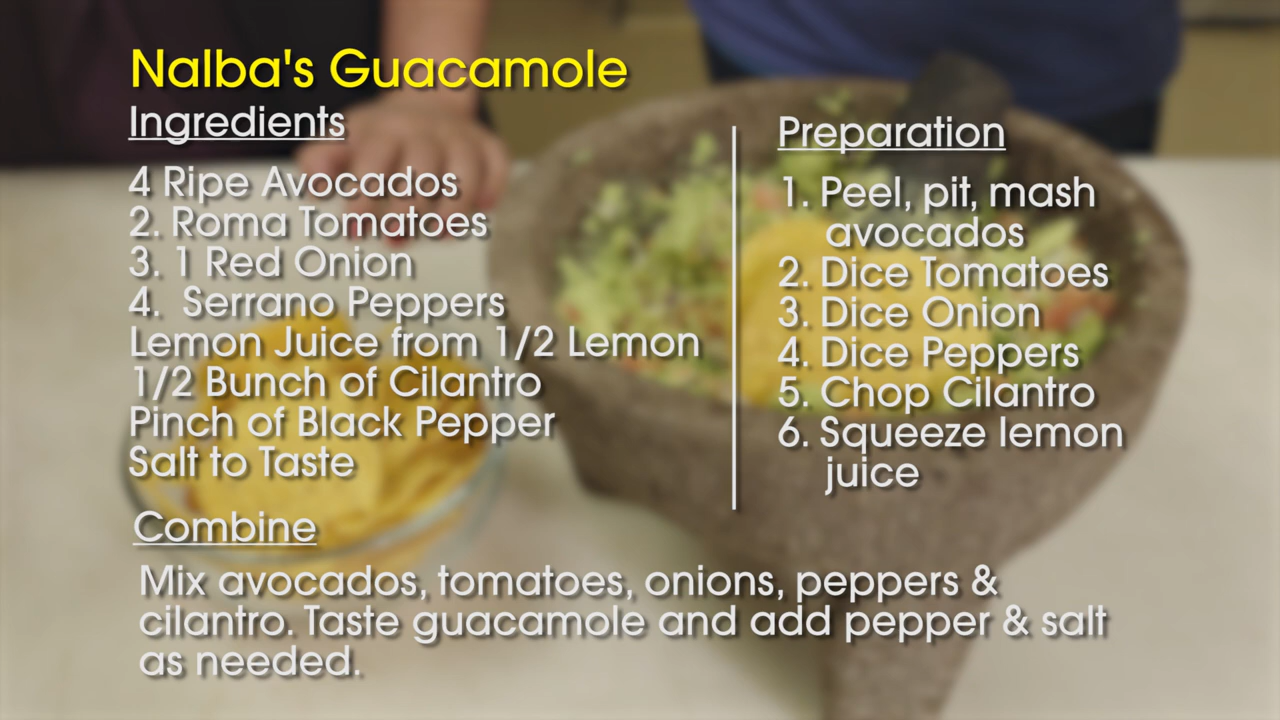 Nalba's Guacamole
Ingredients
4 Ripe Avocados
2. Roma Tomatoes
3. 1 Red Onion
4.  Serrano Peppers
Lemon Juice from 1/2 Lemon
1/2 Bunch of Cilantro
Pinch of Black Pepper
Salt to Taste
Preparation
1. Peel, pit, mash
avocados
2. Dice Tomatoes
3. Dice Onion
4. Dice Peppers
5. Chop Cilantro
6. Squeeze lemon
juice
Combine
Mix avocados, tomatoes, onions, peppers &
cilantro. Taste guacamole and add pepper & salt
as needed.